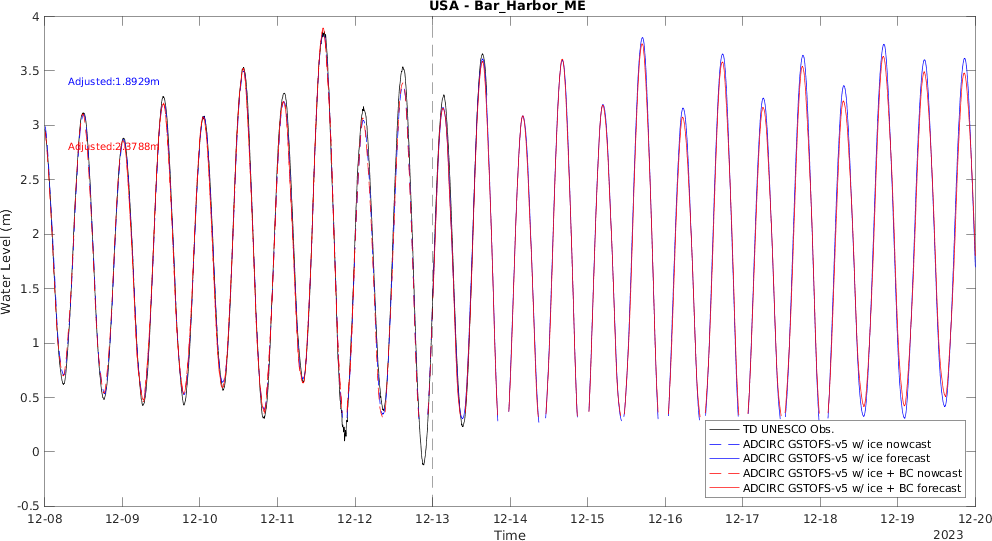 USA - Bar_Harbor_ME
4
3.5
3
2.5
2
1.5
1
0.5
0
-0.5
Water Level (m)
Adjusted:1.8929m
Adjusted:2.3788m
TD UNESCO Obs.
ADCIRC GSTOFS-v5 w/ ice nowcast
ADCIRC GSTOFS-v5 w/ ice forecast
ADCIRC GSTOFS-v5 w/ ice + BC nowcast
ADCIRC GSTOFS-v5 w/ ice + BC forecast
12-08 12-09 12-10 12-11 12-12 12-13 12-14 12-15 12-16 12-17 12-18 12-19 12-20
Time
2023